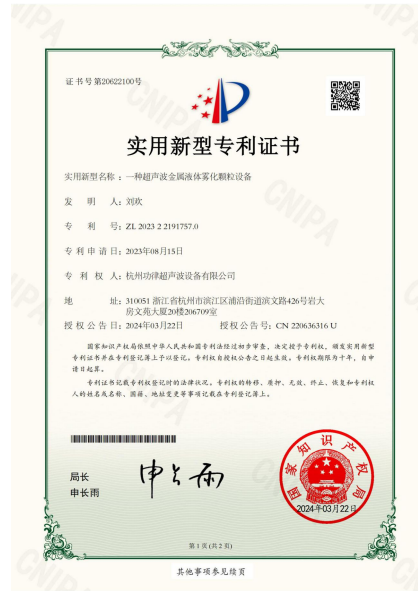 证书号第20622100号
实用新型专利证书
实用新型名称：一种超声波金属液体雾化颗粒设备
发 明 人：刘欢
专 利 号：ZL 2023 2 2191757.0
专利申请日：2023年08月15日
专 利 权 人：杭州功律超声波设备有限公司
地 址：310051 浙江省杭州市滨江区浦沿街道滨文路426号岩大
房文苑大厦20楼206709室
授权公告日：2024年03月22日 授权公告号：CN 220636316 U
国家知识产权局依照中华人民共和国专利法经过初步审查，决定授予专利权，颁发实用新型
专利证书并在专利登记簿上予以登记。专利权自授权公告之日起生效。专利权期限为十年，自申
请日起算。
专利证书记载专利权登记时的法律状况。专利权的转移、质押、无效、终止、恢复和专利权
人的姓名或名称、国籍、地址变更等事项记载在专利登记簿上。
局长
申长雨
申长雨
国家知识产权局
2024年03月22日
第 1 页 (共 2 页)
其他事项参见续页
CNIPA
CNIPA
CNIPA